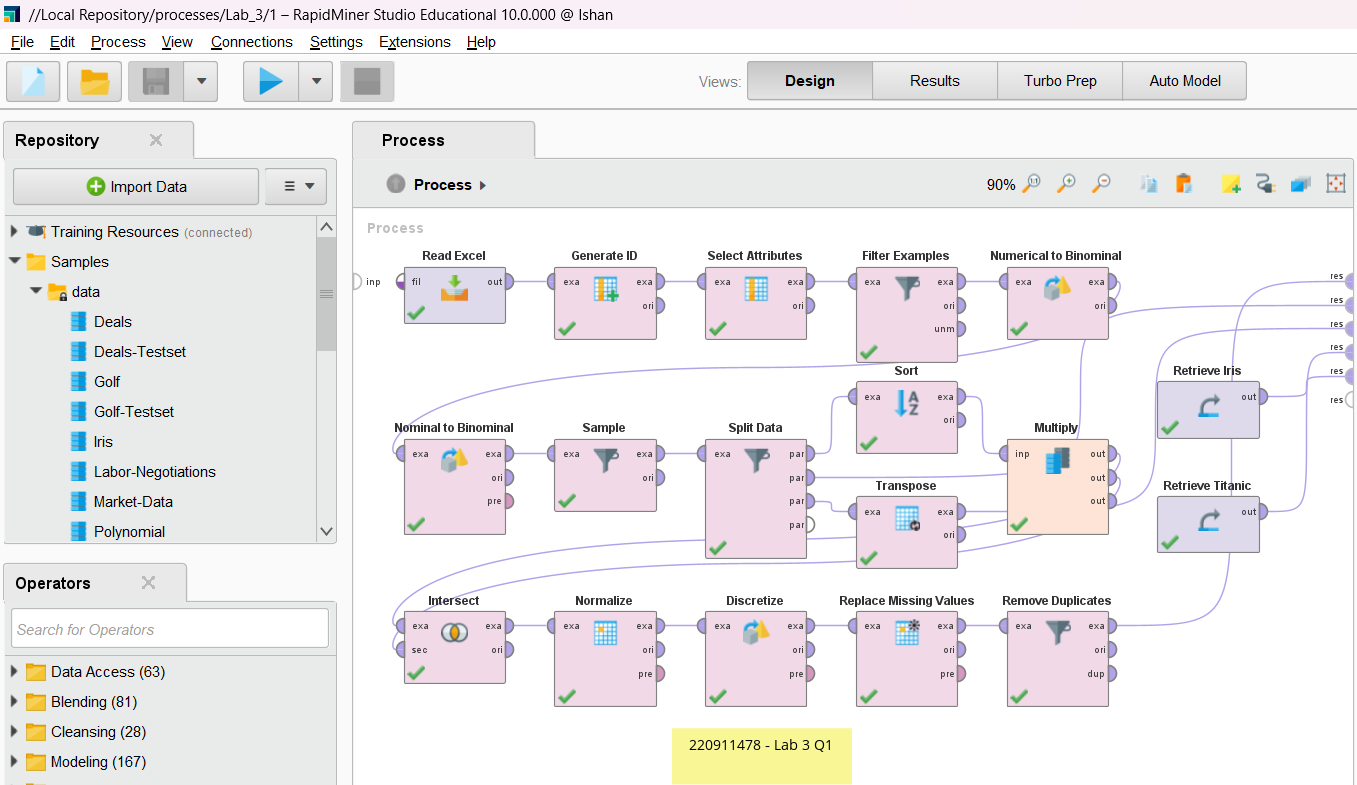 //Local Repository/processes/Lab_3/1 – RapidMiner Studio Educational 10.0.000 @ Ishan
File Edit Process View Connections Settings Extensions Help
Views: Design Results Turbo Prep Auto Model
Repository
Import Data
Training Resources (connected)
Samples
data
Deals
Deals-Testset
Golf
Golf-Testset
Iris
Labor-Negotiations
Market-Data
Polynomial
Operators
Search for Operators
Data Access (63)
Blending (81)
Cleansing (28)
Modeling (167)
Process
Process 90%
Process
Read Excel Generate ID Select Attributes Filter Examples Numerical to Binominal
inp fil out exa exa exa exa exa exa exa exa res
ori ori ori ori res
unm res
res
Sort Retrieve Iris res
exa exa out res
ori
Nominal to Binominal Sample Split Data Multiply
exa exa exa exa exa par inp out
ori ori par out
Transpose Retrieve Titanic
pre par out
exa exa out
par
ori
Intersect Normalize Discretize Replace Missing Values Remove Duplicates
exa exa exa exa exa exa exa exa exa exa
sec ori ori ori ori ori
pre pre pre dup
220911478 - Lab 3 Q1